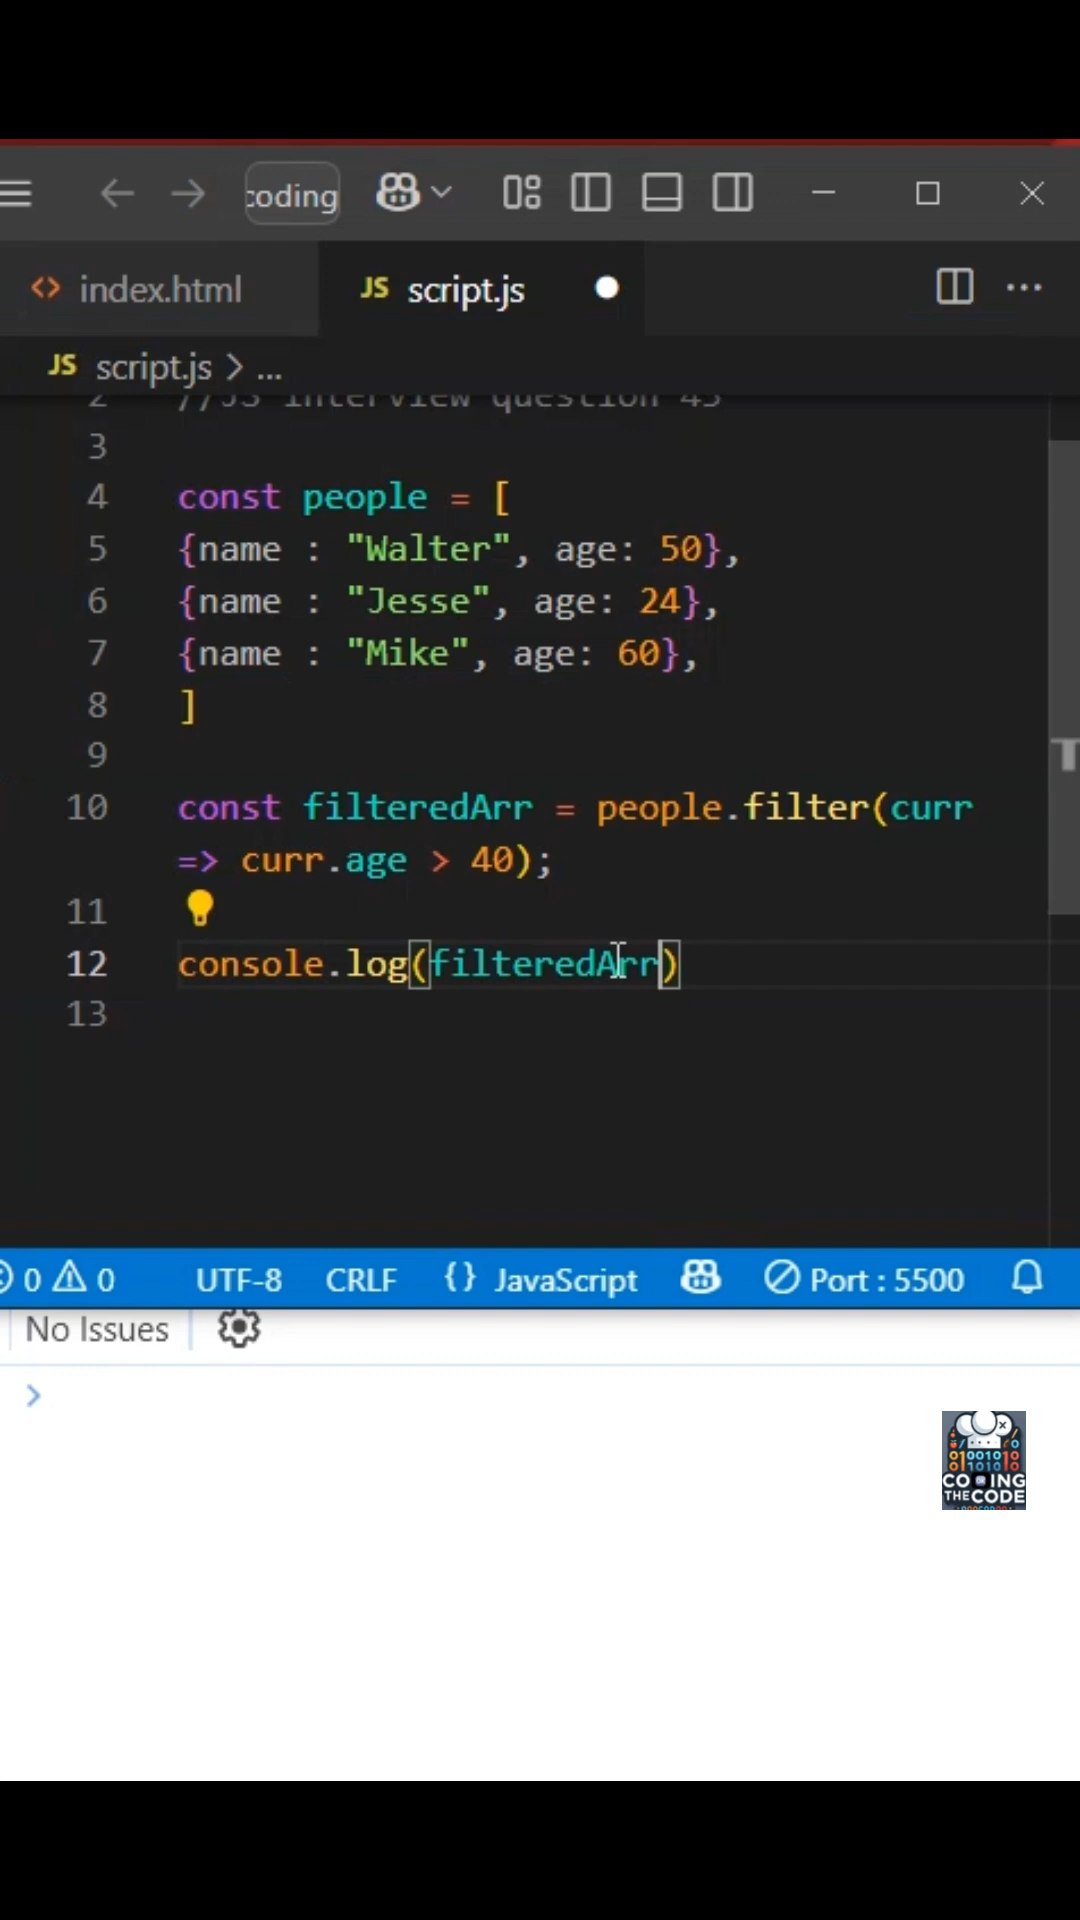 coding
index.html
JS script.js
JS script.js > ...
2 //JS interview question 45
3
4 const people = [
5 {name : "Walter", age: 50},
6 {name : "Jesse", age: 24},
7 {name : "Mike", age: 60},
8 ]
9
10 const filteredArr = people.filter(curr
=> curr.age > 40);
11
12 console.log(filteredArr)
13
0 0 UTF-8 CRLF {} JavaScript Port : 5500
No Issues
>
CODING
THE CODE